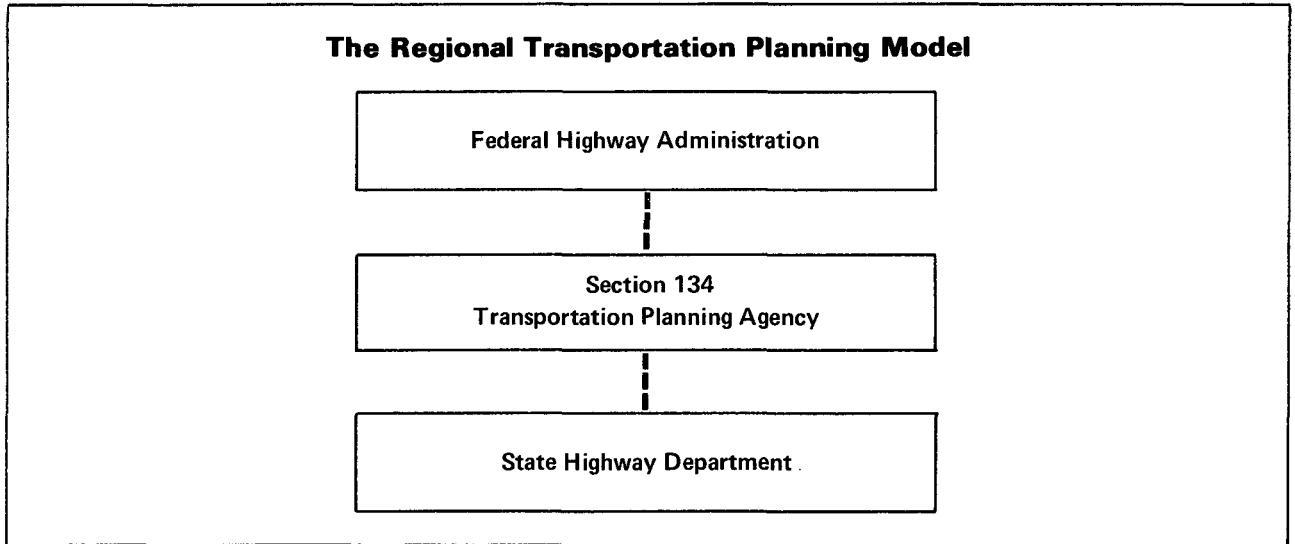 The Regional Transportation Planning Model
Federal Highway Administration
Section 134
Transportation Planning Agency
State Highway Department